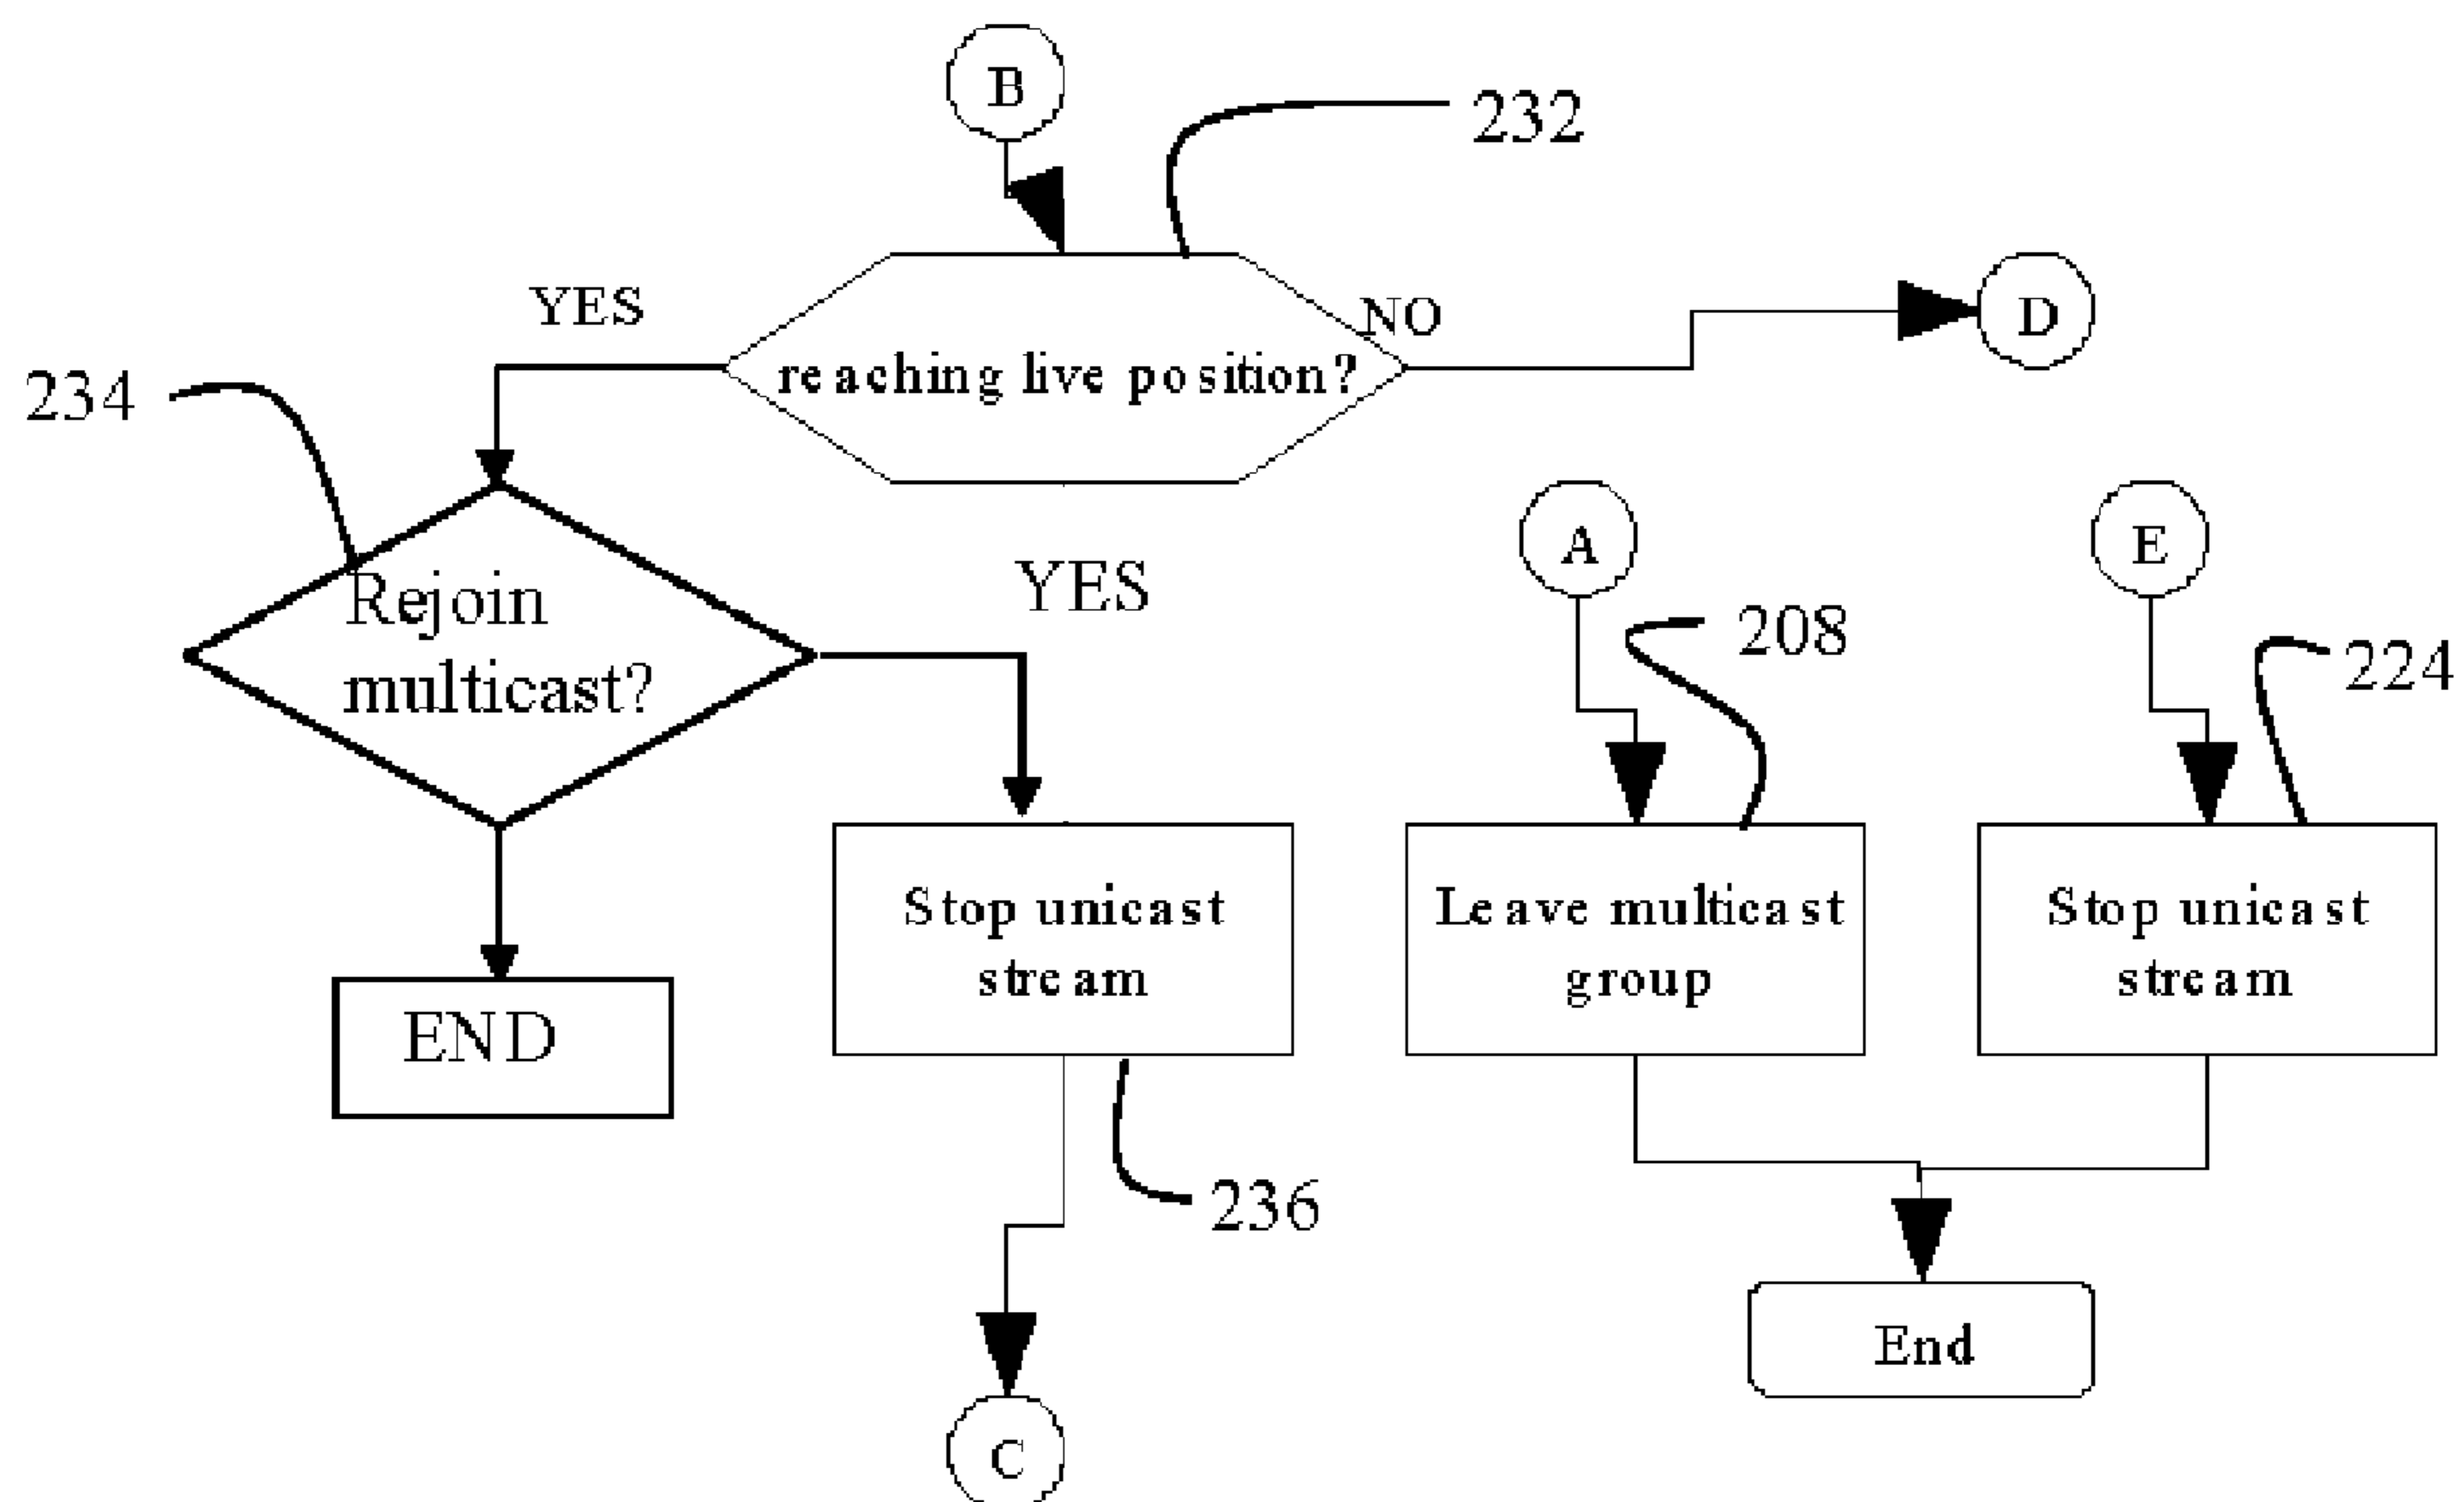 B
232
YES
NO
D
reaching live position?
234
A
E
YES
Rejoin
multicast?
208
224
Stop unicast
stream
Leave multicast
group
Stop unicast
stream
END
236
End
C